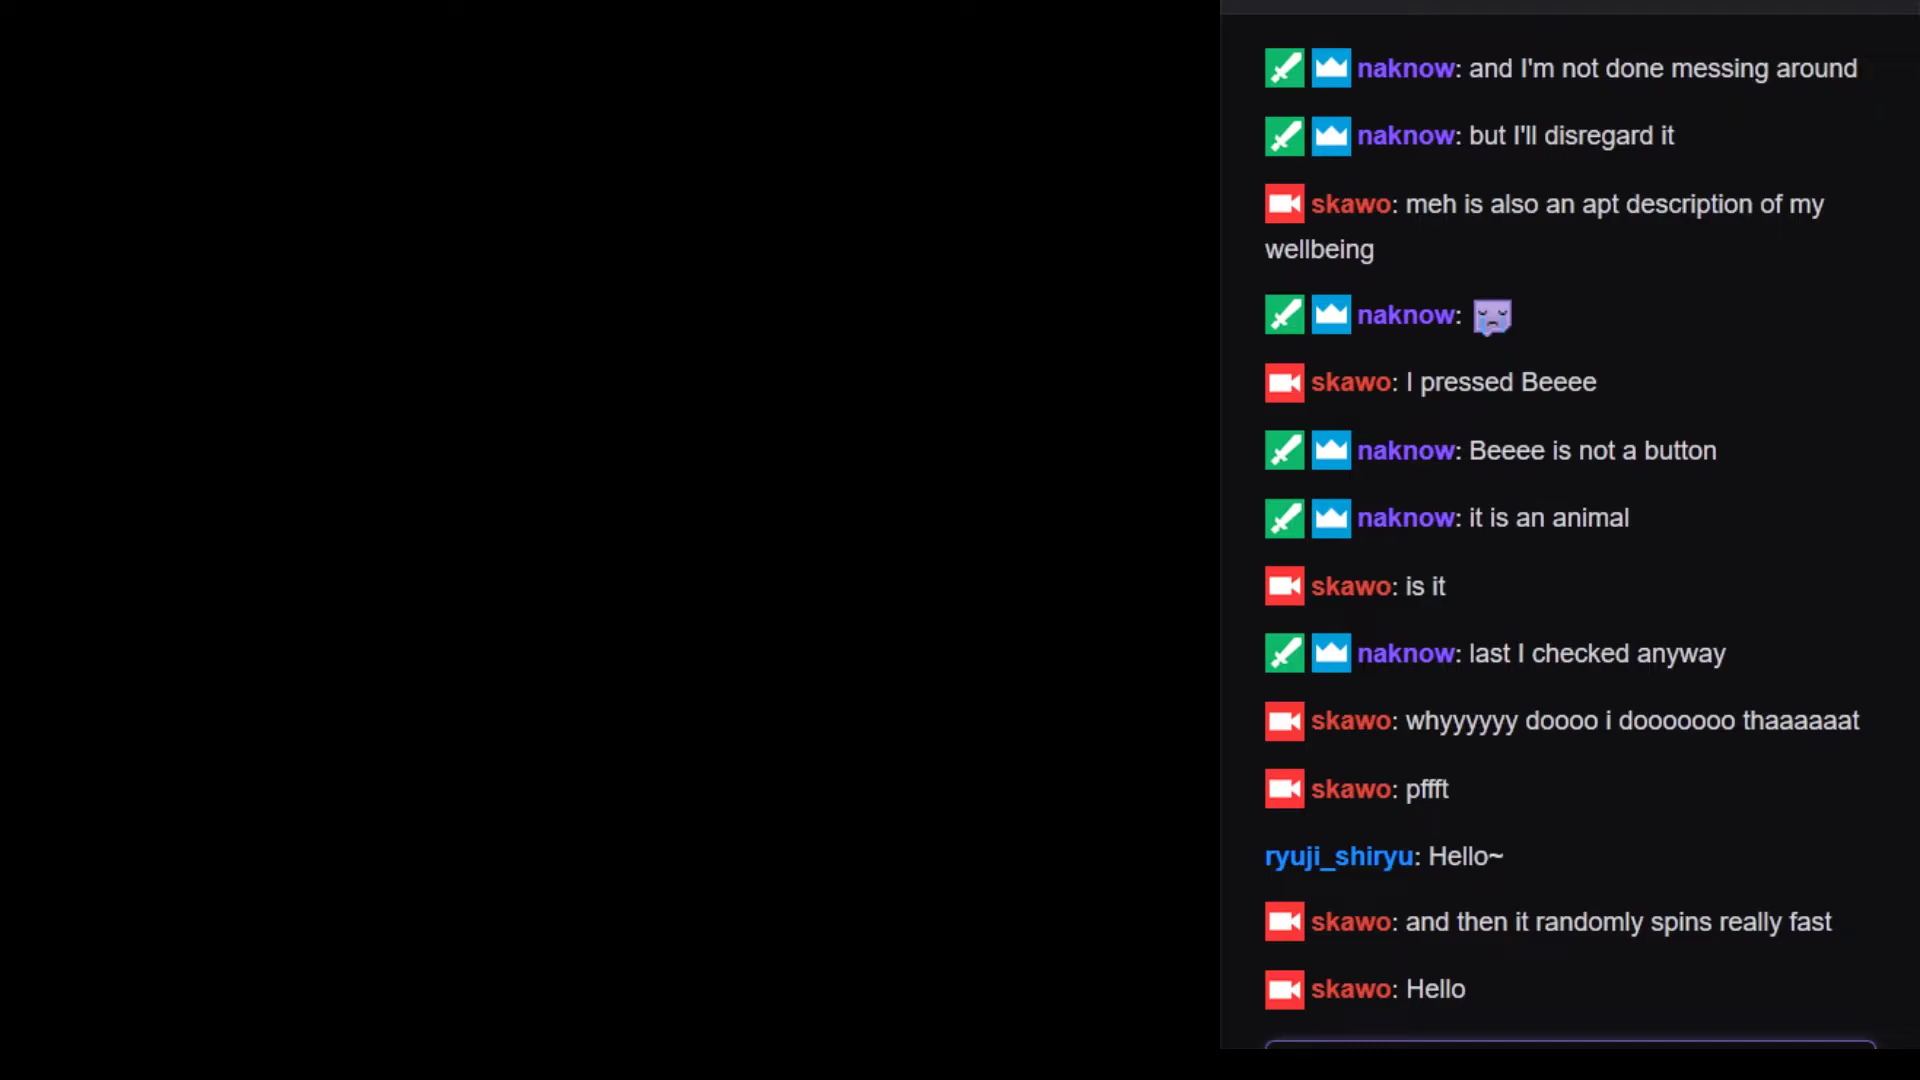 naknow: and I'm not done messing around
naknow: but I'll disregard it
skawo: meh is also an apt description of my
wellbeing
naknow:
skawo: I pressed Beeee
naknow: Beeee is not a button
naknow: it is an animal
skawo: is it
naknow: last I checked anyway
skawo: whyyyyyy doooo i dooooooo thaaaaaat
skawo: pffft
ryuji_shiryu: Hello~
skawo: and then it randomly spins really fast
skawo: Hello